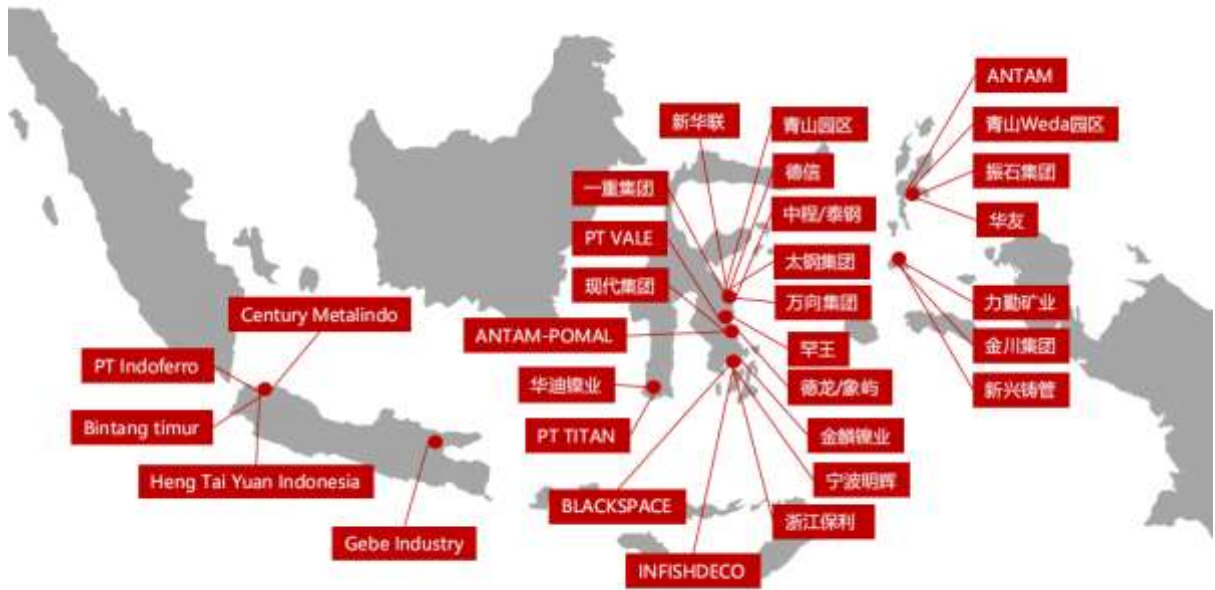 ANTAM
新华联
青山园区
青山Weda园区
一重集团
德信
振石集团
PT VALE
中程/泰钢
华友
现代集团
太钢集团
Century Metalindo
万向集团
力勤矿业
ANTAM-POMAL
罕王
金川集团
PT Indoferro
华迪镍业
德龙/象屿
新兴铸管
Bintang timur
PT TITAN
金麟镍业
Heng Tai Yuan Indonesia
宁波明辉
BLACKSPACE
浙江保利
Gebe Industry
INFISHDECO